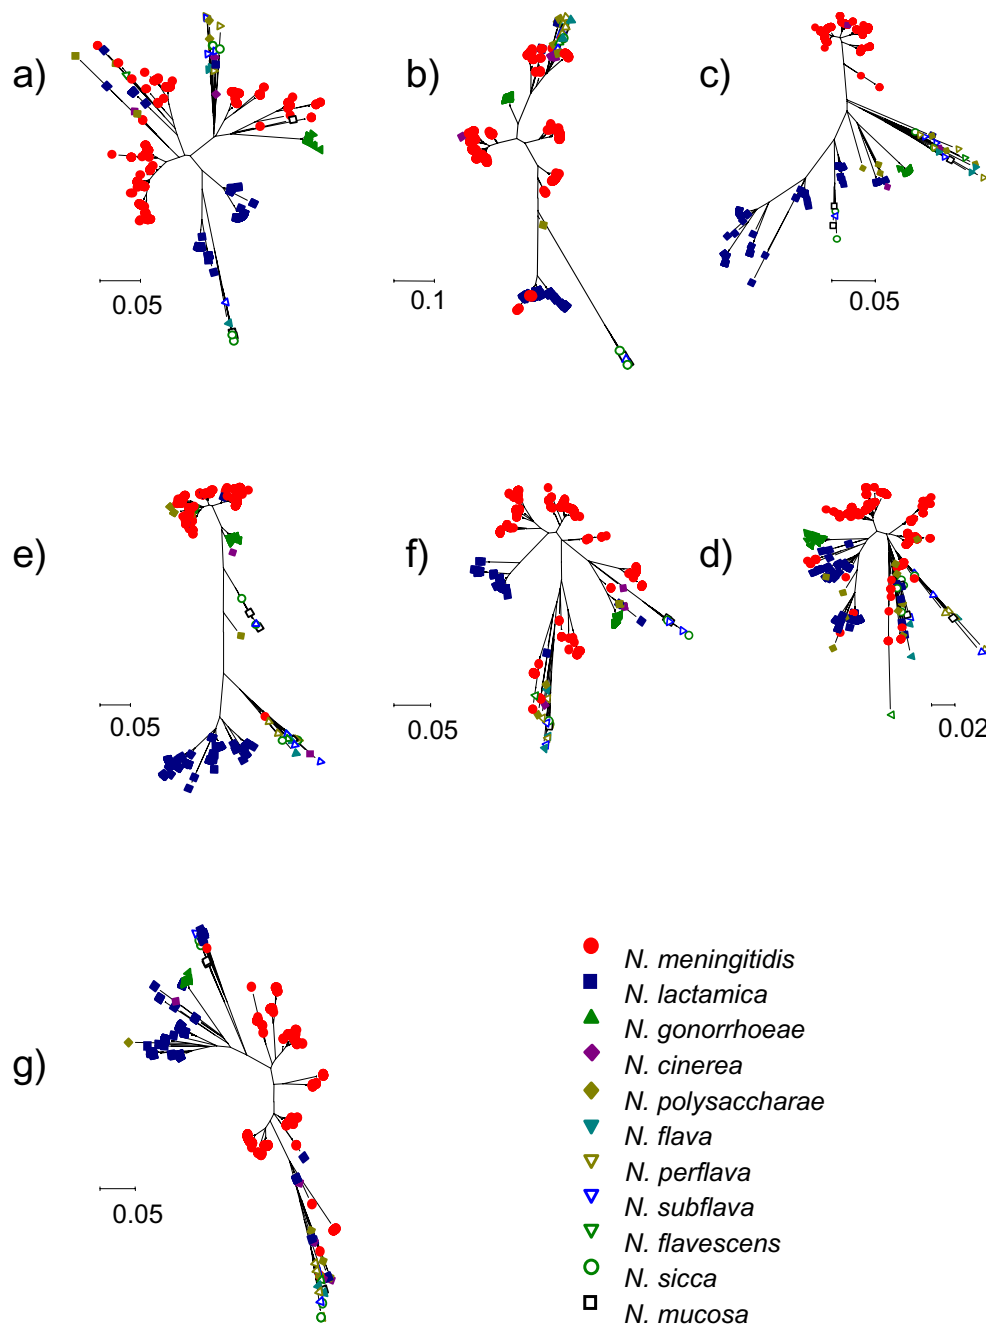 a)
b)
c)
0.05
0.1
0.05
e)
f)
d)
0.05
0.05
0.02
g)
0.05
N. meningitidis
N. lactamica
N. gonorrhoeae
N. cinerea
N. polysaccharae
N. flava
N. perflava
N. subflava
N. flavescens
N. sicca
N. mucosa